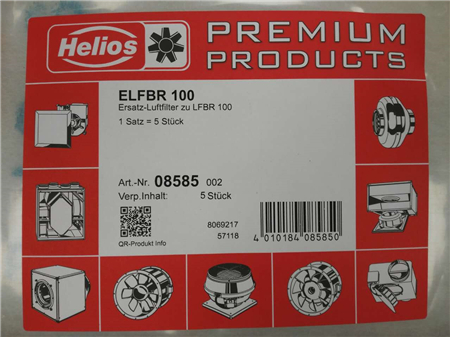 Helios
PREMIUM
PRODUCTS
ELFBR 100
Ersatz-Luftfilter zu LFBR 100
1 Satz = 5 Stück
Art.-Nr. 08585 002
Verp.Inhalt: 5 Stück
8069217
57118
QR-Produkt Info
4 010184 085850